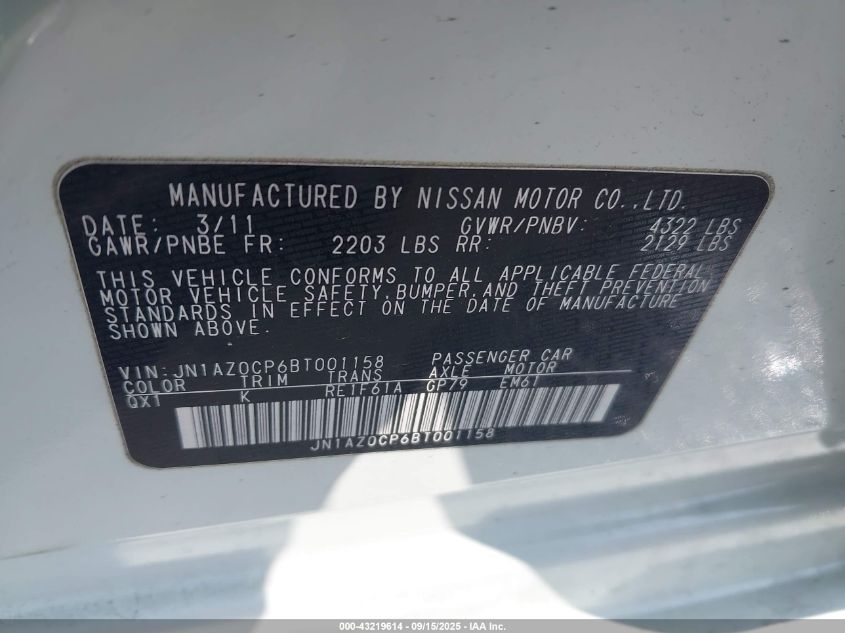 MANUFACTURED BY NISSAN MOTOR CO.,LTD.
DATE: 3/11 GVWR/PNBV: 4322 LBS
GAWR/PNBE FR: 2203 LBS RR: 2129 LBS
THIS VEHICLE CONFORMS TO ALL APPLICABLE FEDERAL
MOTOR VEHICLE SAFETY,BUMPER,AND THEFT PREVENTION
STANDARDS IN EFFECT ON THE DATE OF MANUFACTURE
SHOWN ABOVE.
VIN: JN1AZ0CP6BT001158 PASSENGER CAR
COLOR TRIM TRANS AXLE MOTOR
QX1 K RE1F61A GP79 EM61
JN1AZ0CP6BT001158
000-43219614 - 09/15/2025 - IAA Inc.